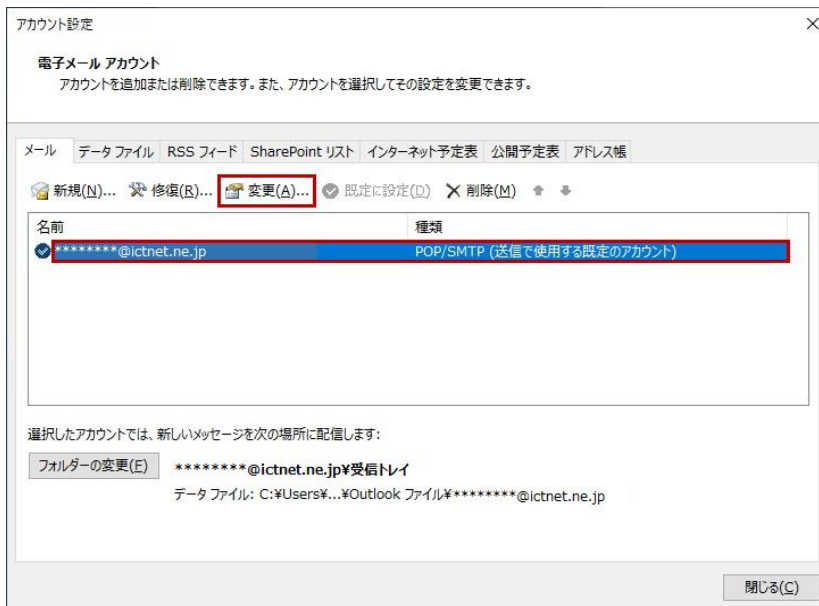 アカウント設定
電子メール アカウント
アカウントを追加または削除できます。また、アカウントを選択してその設定を変更できます。
メール データ ファイル RSS フィード SharePoint リスト インターネット予定表 公開予定表 アドレス帳
新規(N)... 修復(R)... 変更(A)... 既定に設定(D) 削除(M)
名前 種類
********@ictnet.ne.jp POP/SMTP (送信で使用する既定のアカウント)
選択したアカウントでは、新しいメッセージを次の場所に配信します:
フォルダーの変更(F) ********@ictnet.ne.jp¥受信トレイ
データ ファイル: C:¥Users¥...¥Outlook ファイル¥********@ictnet.ne.jp
閉じる(C)